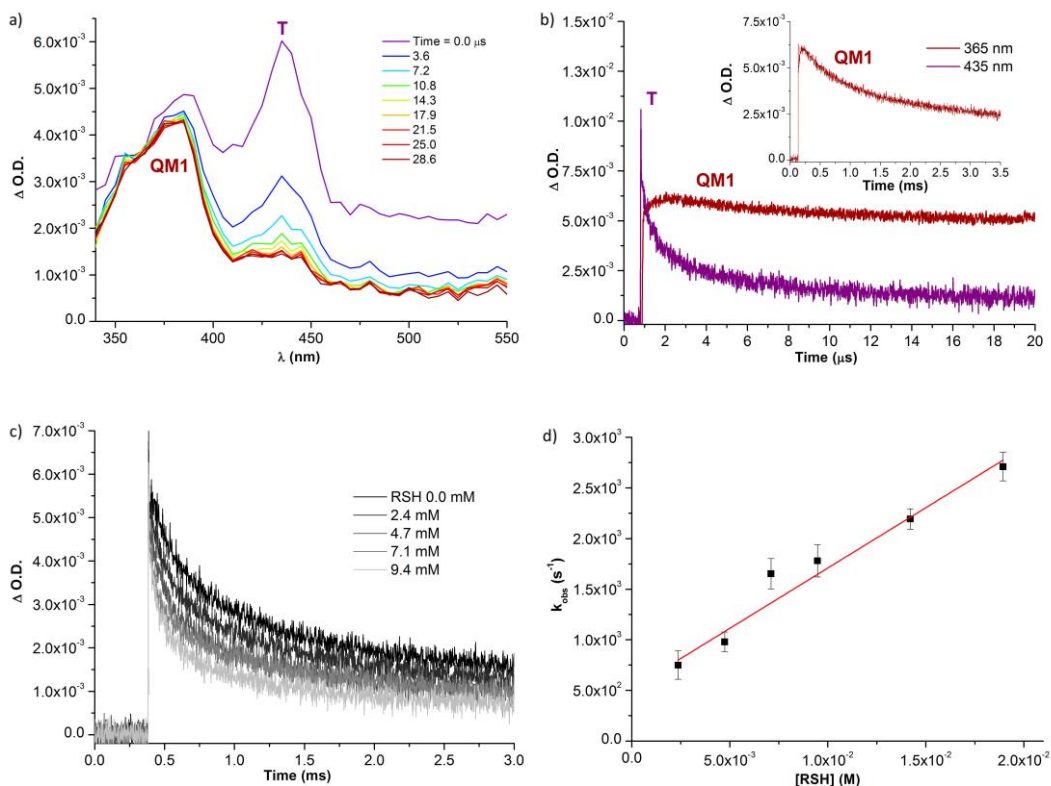 a)
6.0x10⁻³
5.0x10⁻³
4.0x10⁻³
3.0x10⁻³
2.0x10⁻³
1.0x10⁻³
0.0
Δ O.D.
T
QM1
Time = 0.0 μs
3.6
7.2
10.8
14.3
17.9
21.5
25.0
28.6
350 400 450 500 550
λ (nm)
b)
1.5x10⁻²
1.3x10⁻²
1.0x10⁻²
7.5x10⁻³
5.0x10⁻³
2.5x10⁻³
0.0
Δ O.D.
T
QM1
0 2 4 6 8 10 12 14 16 18 20
Time (μs)
7.5x10⁻³
5.0x10⁻³
2.5x10⁻³
0.0
Δ O.D.
QM1
365 nm
435 nm
0.0 0.5 1.0 1.5 2.0 2.5 3.0 3.5
Time (ms)
c)
7.0x10⁻³
6.0x10⁻³
5.0x10⁻³
4.0x10⁻³
3.0x10⁻³
2.0x10⁻³
1.0x10⁻³
0.0
Δ O.D.
RSH 0.0 mM
2.4 mM
4.7 mM
7.1 mM
9.4 mM
0.0 0.5 1.0 1.5 2.0 2.5 3.0
Time (ms)
d)
3.0x10³
2.5x10³
2.0x10³
1.5x10³
1.0x10³
5.0x10²
0.0
k_obs (s⁻¹)
0.0 5.0x10⁻³ 1.0x10⁻² 1.5x10⁻² 2.0x10⁻²
[RSH] (M)